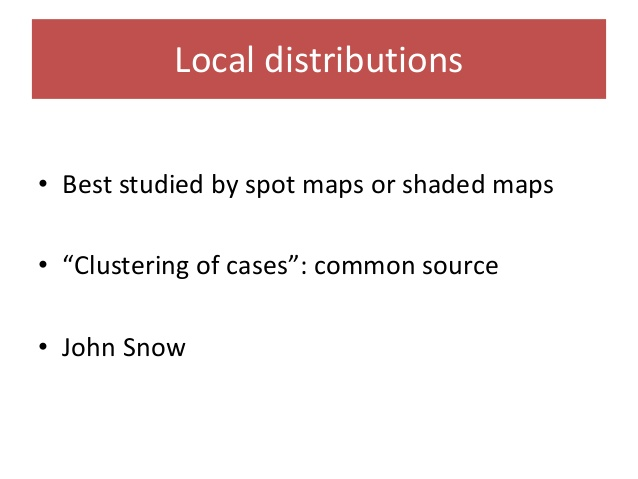 Local distributions
• Best studied by spot maps or shaded maps
• “Clustering of cases”: common source
• John Snow